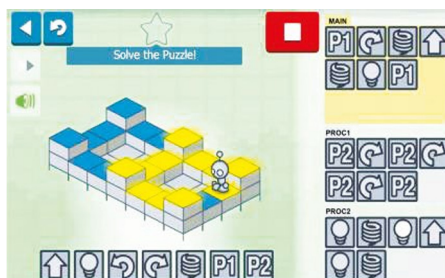 Solve the Puzzle!
MAIN
P1
P1
PROC1
P2 P2
P2 P2
PROC2
P1 P2